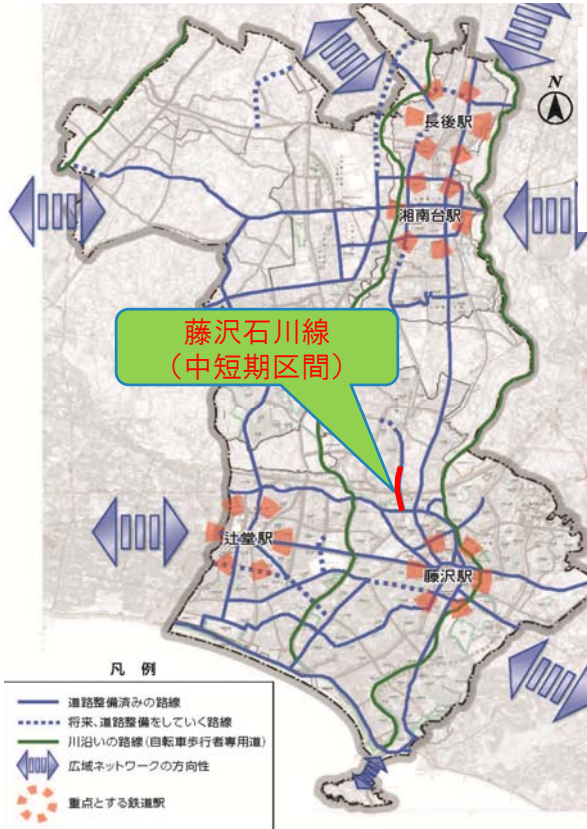 N
長後駅
湘南台駅
藤沢石川線
（中短期区間）
辻堂駅
藤沢駅
凡 例
道路整備済みの路線
将来、道路整備をしていく路線
川沿いの路線(自転車歩行者専用道)
広域ネットワークの方向性
重点とする鉄道駅